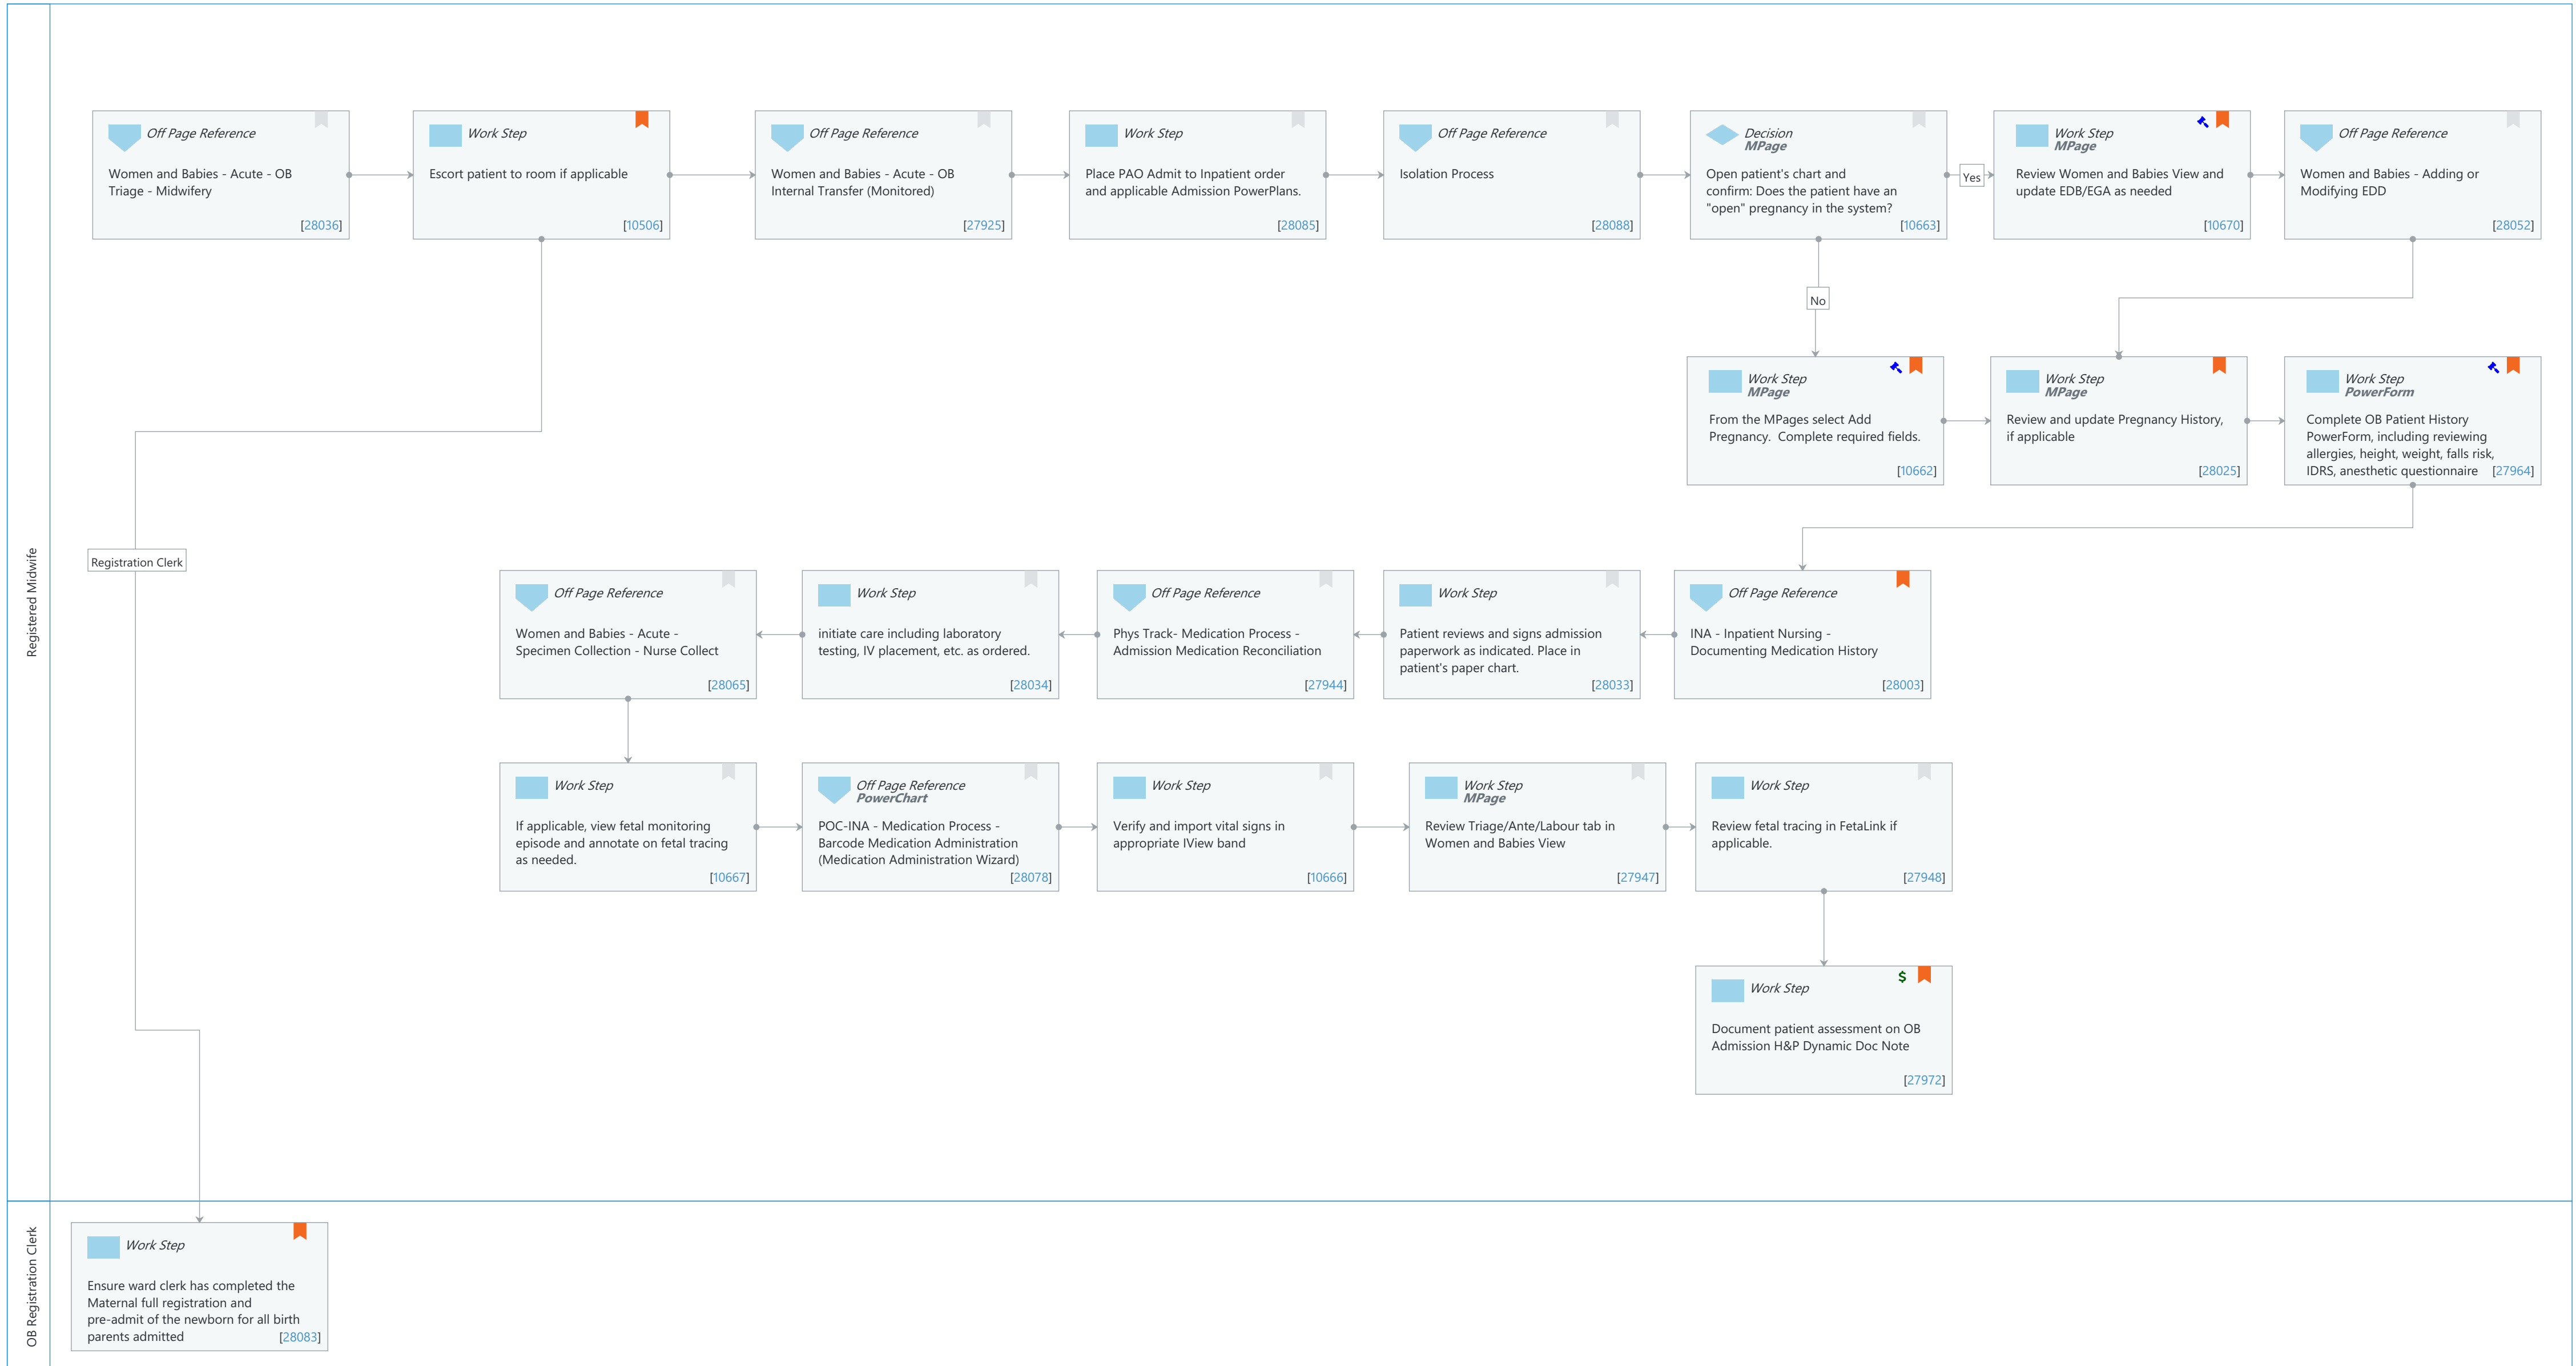 Registered Midwife
Off Page Reference
Women and Babies - Acute - OB
Triage - Midwifery
[28036]
Work Step
Escort patient to room if applicable
[10506]
Off Page Reference
Women and Babies - Acute - OB
Internal Transfer (Monitored)
[27925]
Work Step
Place PAO Admit to Inpatient order
and applicable Admission PowerPlans.
[28085]
Off Page Reference
Isolation Process
[28088]
Decision
MPage
Open patient's chart and
confirm: Does the patient have an
"open" pregnancy in the system?
[10663]
Yes
Work Step
MPage
Review Women and Babies View and
update EDB/EGA as needed
[10670]
Off Page Reference
Women and Babies - Adding or
Modifying EDD
[28052]
No
Work Step
MPage
From the MPages select Add
Pregnancy.  Complete required fields.
[10662]
Work Step
MPage
Review and update Pregnancy History,
if applicable
[28025]
Work Step
PowerForm
Complete OB Patient History
PowerForm, including reviewing
allergies, height, weight, falls risk,
IDRS, anesthetic questionnaire [27964]
Registration Clerk
Off Page Reference
Women and Babies - Acute -
Specimen Collection - Nurse Collect
[28065]
Work Step
initiate care including laboratory
testing, IV placement, etc. as ordered.
[28034]
Off Page Reference
Phys Track- Medication Process -
Admission Medication Reconciliation
[27944]
Work Step
Patient reviews and signs admission
paperwork as indicated. Place in
patient's paper chart.
[28033]
Off Page Reference
INA - Inpatient Nursing -
Documenting Medication History
[28003]
Work Step
If applicable, view fetal monitoring
episode and annotate on fetal tracing
as needed.
[10667]
Off Page Reference
PowerChart
POC-INA - Medication Process -
Barcode Medication Administration
(Medication Administration Wizard)
[28078]
Work Step
Verify and import vital signs in
appropriate IView band
[10666]
Work Step
MPage
Review Triage/Ante/Labour tab in
Women and Babies View
[27947]
Work Step
Review fetal tracing in FetaLink if
applicable.
[27948]
$
Work Step
Document patient assessment on OB
Admission H&P Dynamic Doc Note
[27972]
OB Registration Clerk
Work Step
Ensure ward clerk has completed the
Maternal full registration and
pre-admit of the newborn for all birth
parents admitted [28083]